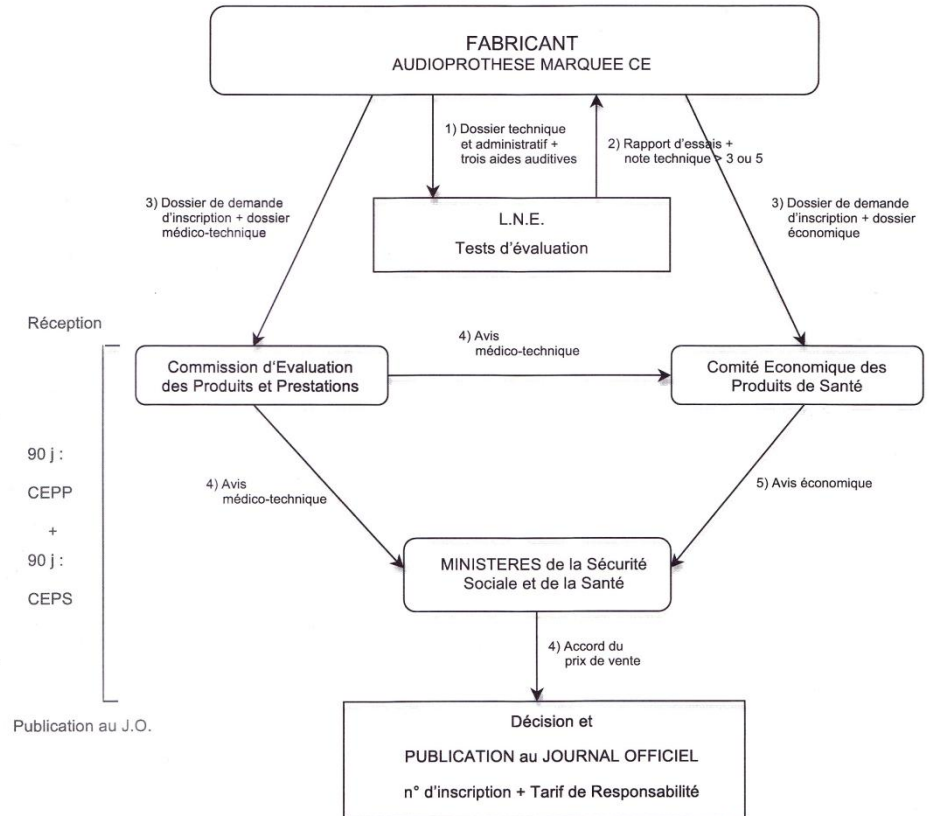 FABRICANT
AUDIOPROTHESE MARQUEE CE
1) Dossier technique
et administratif +
trois aides auditives
2) Rapport d'essais +
note technique > 3 ou 5
3) Dossier de demande
d'inscription + dossier
médico-technique
L.N.E.
Tests d'évaluation
3) Dossier de demande
d'inscription + dossier
économique
Réception
4) Avis
médico-technique
Commission d'Evaluation
des Produits et Prestations
Comité Economique des
Produits de Santé
90 j :
CEPP
+
90 j :
CEPS
4) Avis
médico-technique
5) Avis économique
MINISTERES de la Sécurité
Sociale et de la Santé
4) Accord du
prix de vente
Publication au J.O.
Décision et
PUBLICATION au JOURNAL OFFICIEL
n° d'inscription + Tarif de Responsabilité